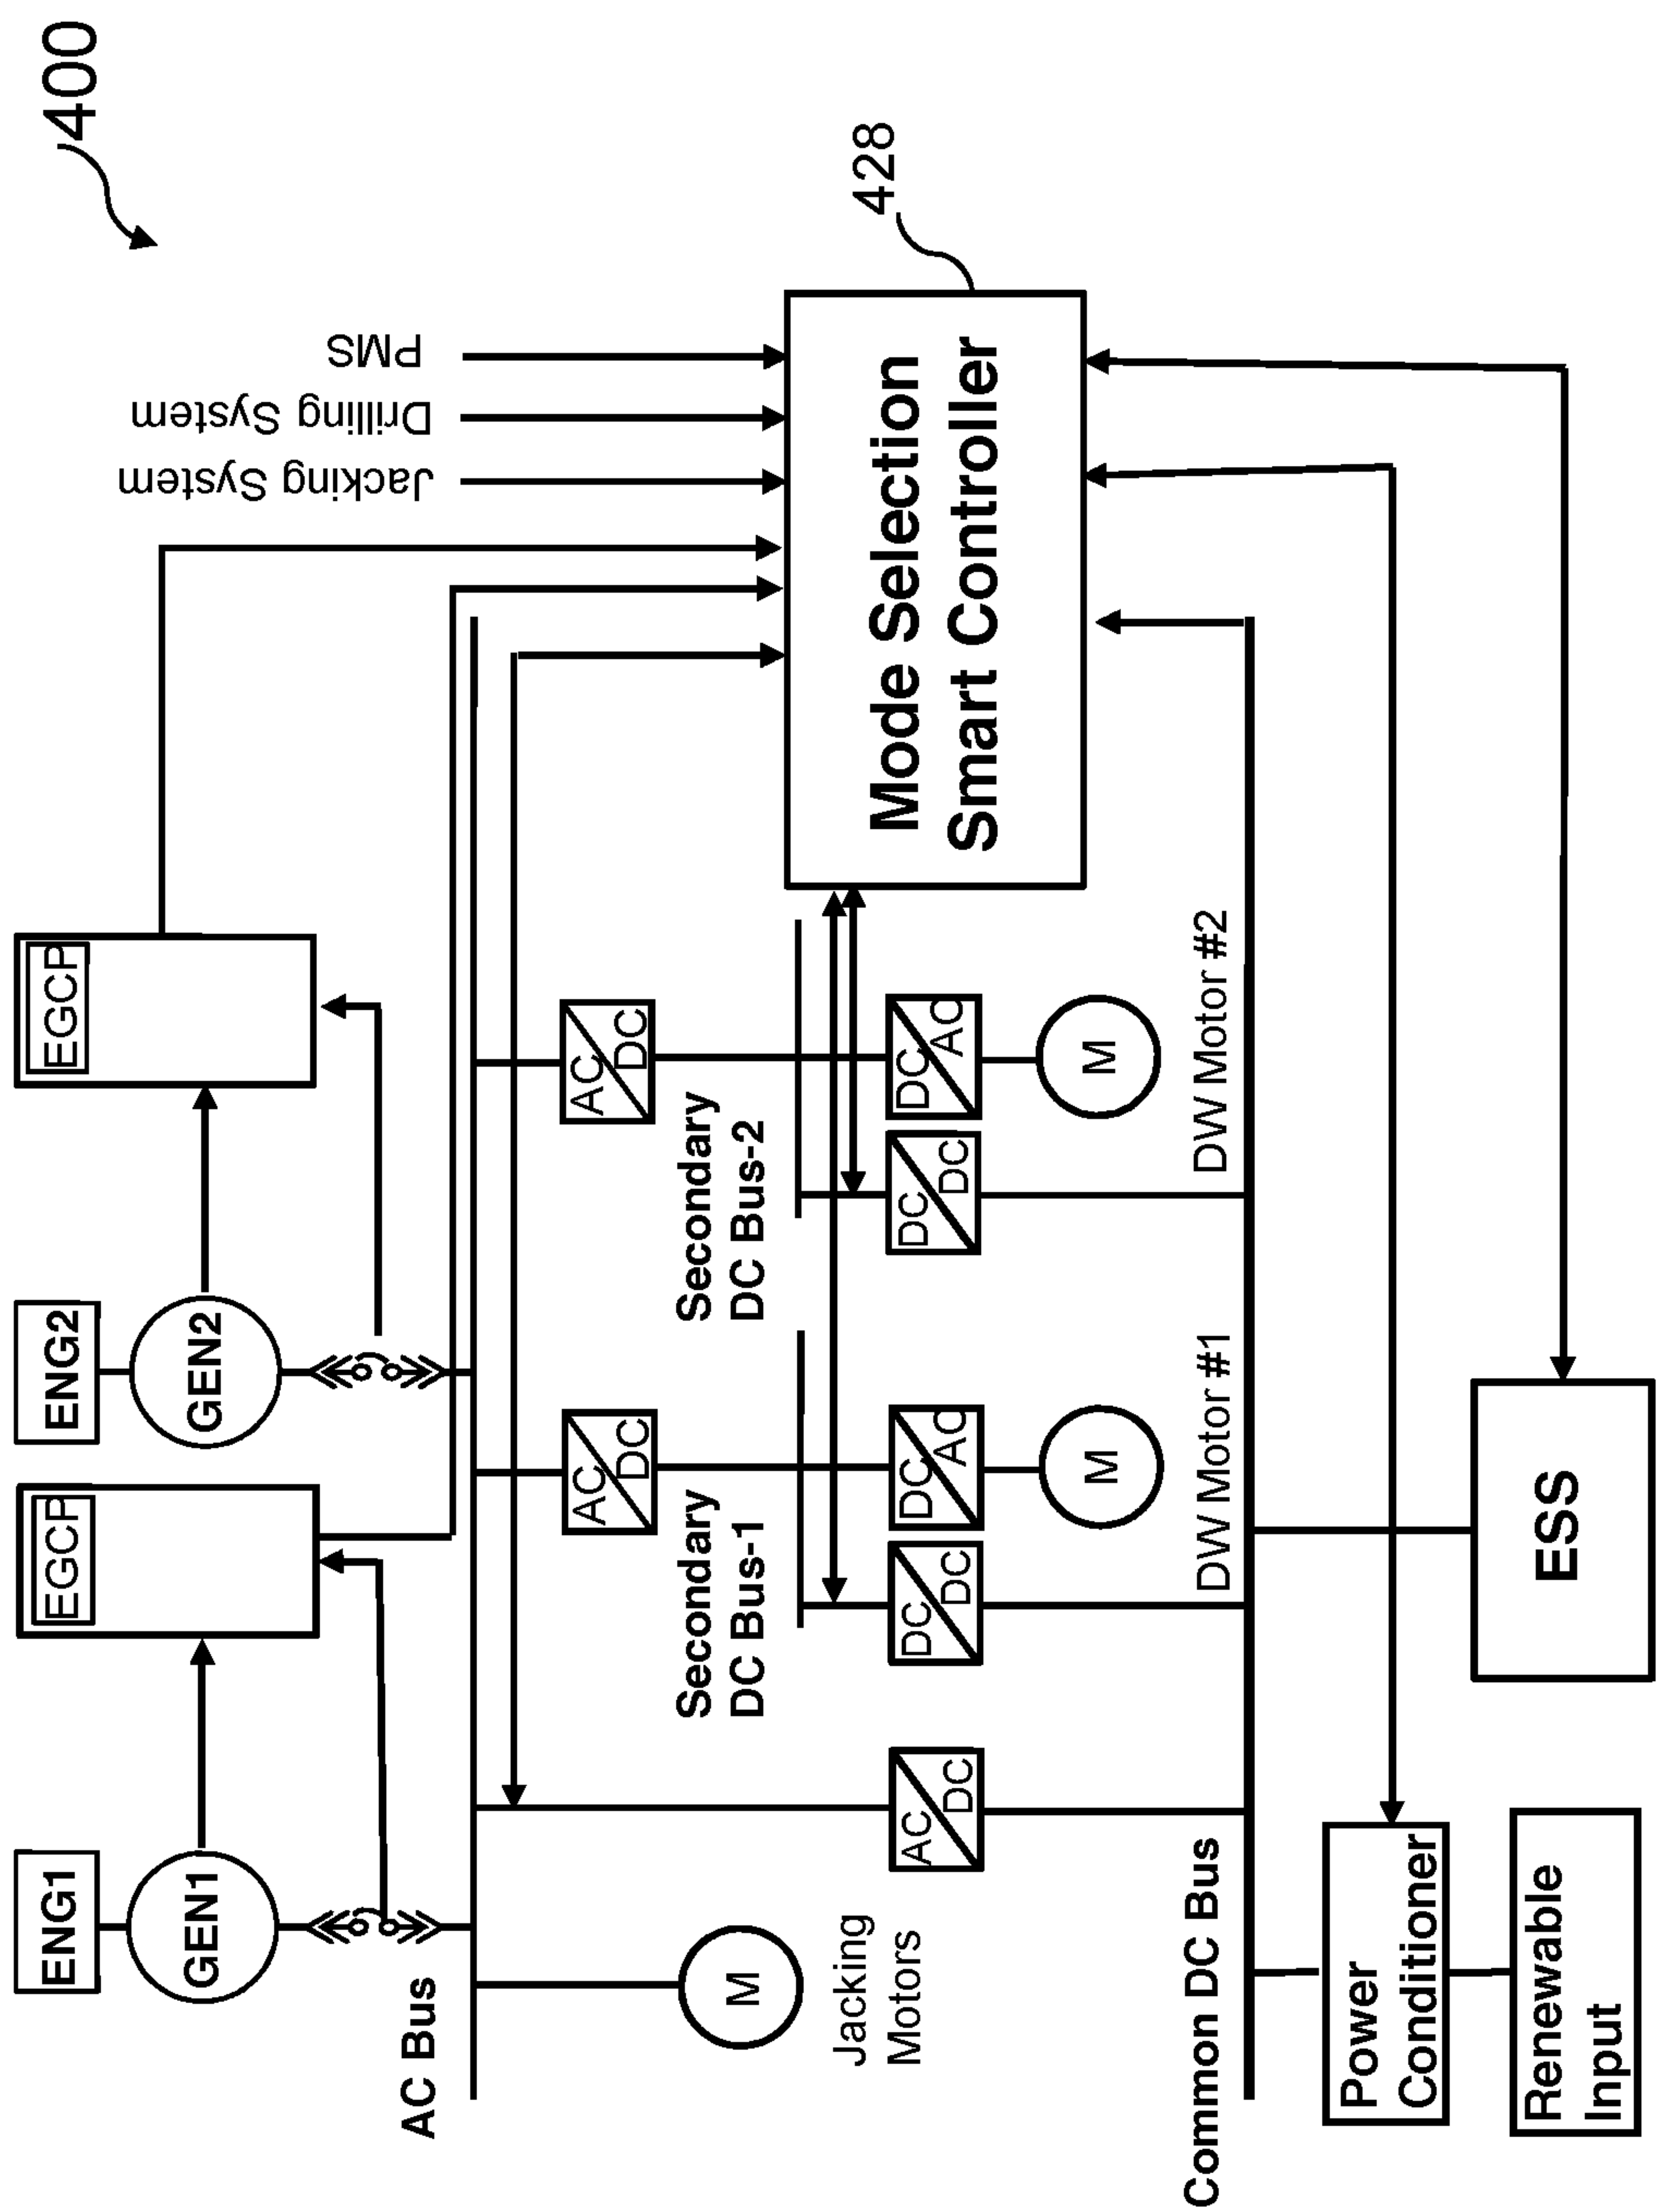 400
ENG1
GEN1
EGCP
ENG2
GEN2
EGCP
AC Bus
PMS
Drilling System
Jacking System
AC
DC
AC
DC
Secondary
DC Bus-1
Secondary
DC Bus-2
428
Mode Selection
Smart Controller
M
Jacking
Motors
AC
DC
DC
DC
DC
AC
M
DW Motor #1
DC
DC
DC
AC
M
DW Motor #2
Common DC Bus
Power
Conditioner
Renewable
Input
ESS